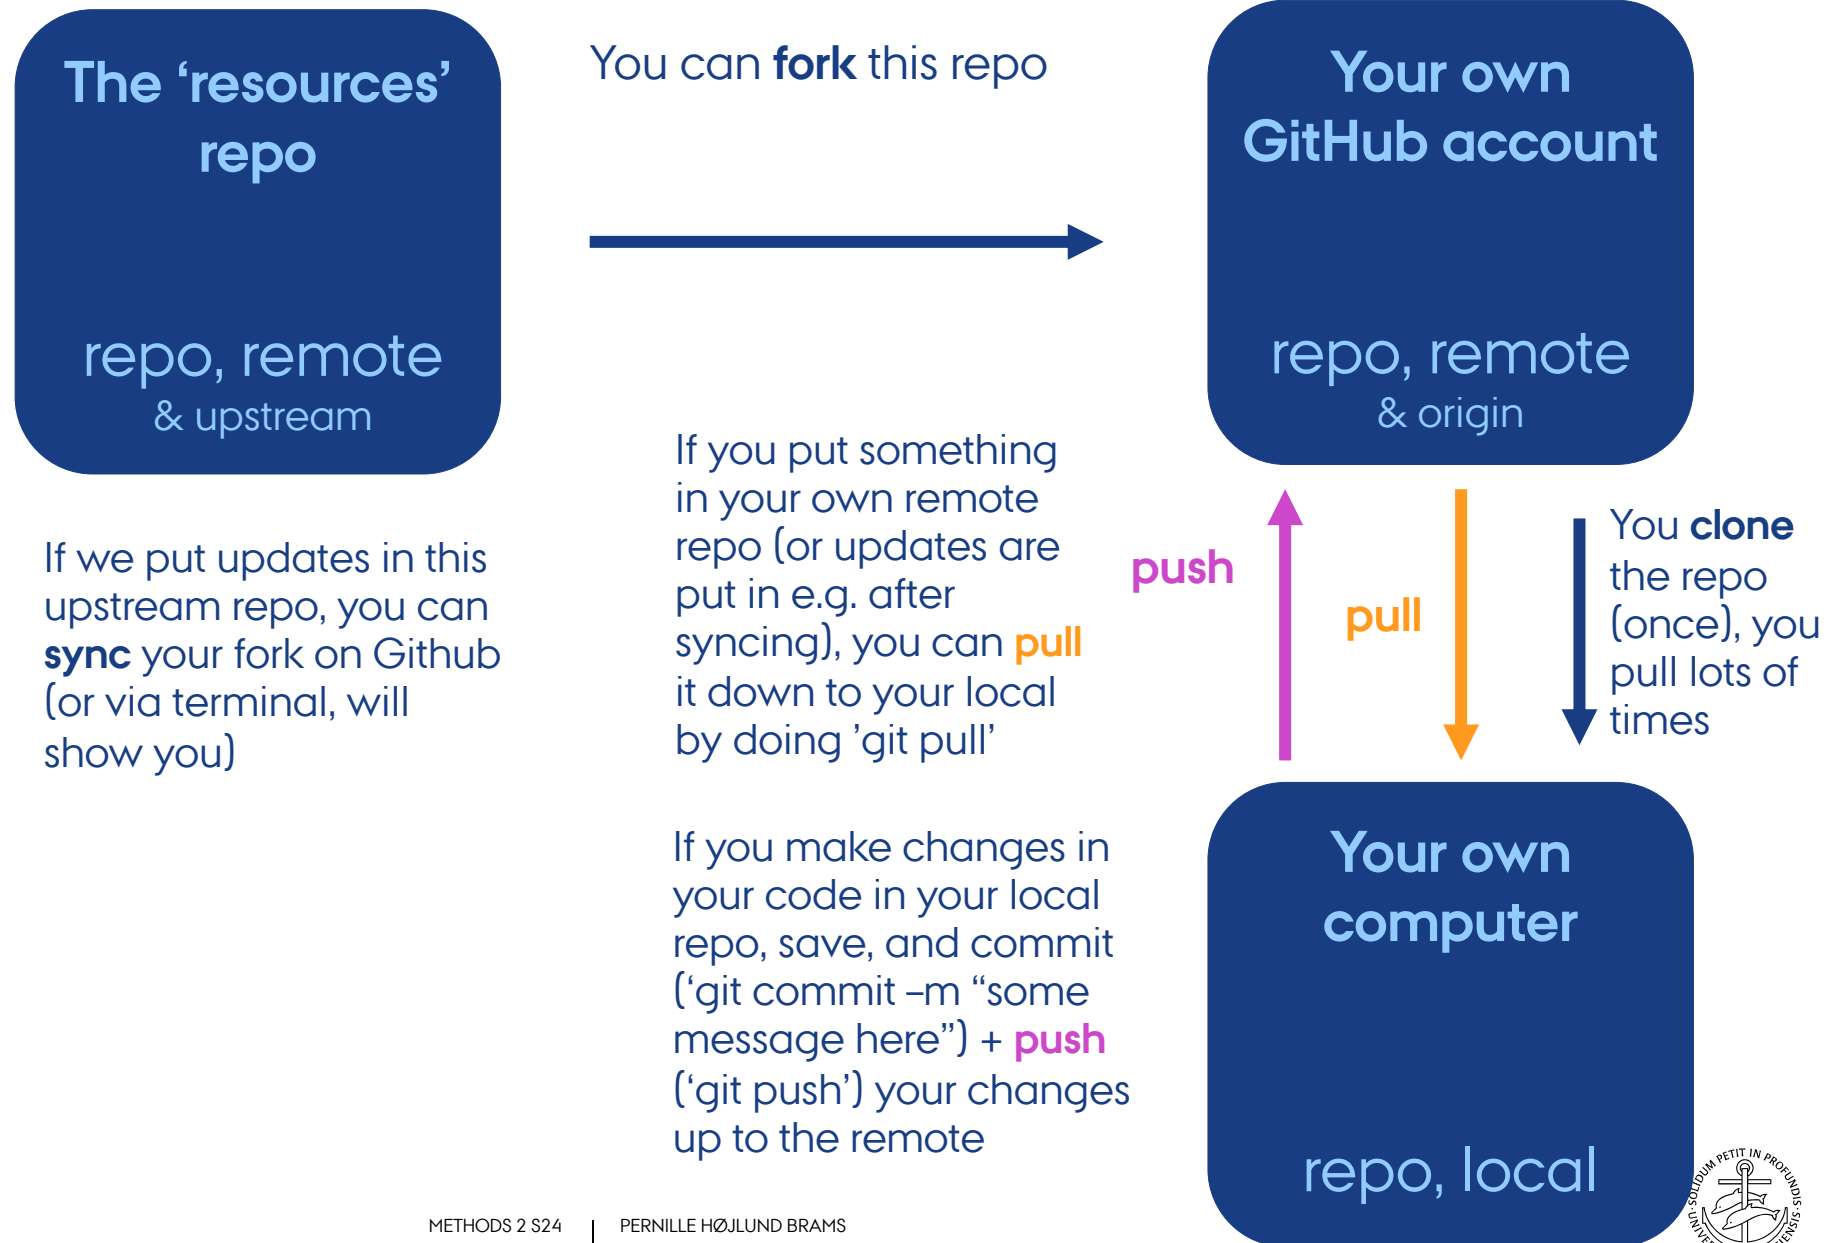 The ‘resources’
repo
repo, remote
& upstream
You can fork this repo
Your own
GitHub account
repo, remote
& origin
If we put updates in this
upstream repo, you can
sync your fork on Github
(or via terminal, will
show you)
If you put something
in your own remote
repo (or updates are
put in e.g. after
syncing), you can pull
it down to your local
by doing ’git pull’
If you make changes in
your code in your local
repo, save, and commit
(‘git commit –m “some
message here”) + push
(‘git push’) your changes
up to the remote
push
pull
You clone
the repo
(once), you
pull lots of
times
Your own
computer
repo, local
METHODS 2 S24
PERNILLE HØJLUND BRAMS
SOLIDUM PETIT IN PROFUNDIS